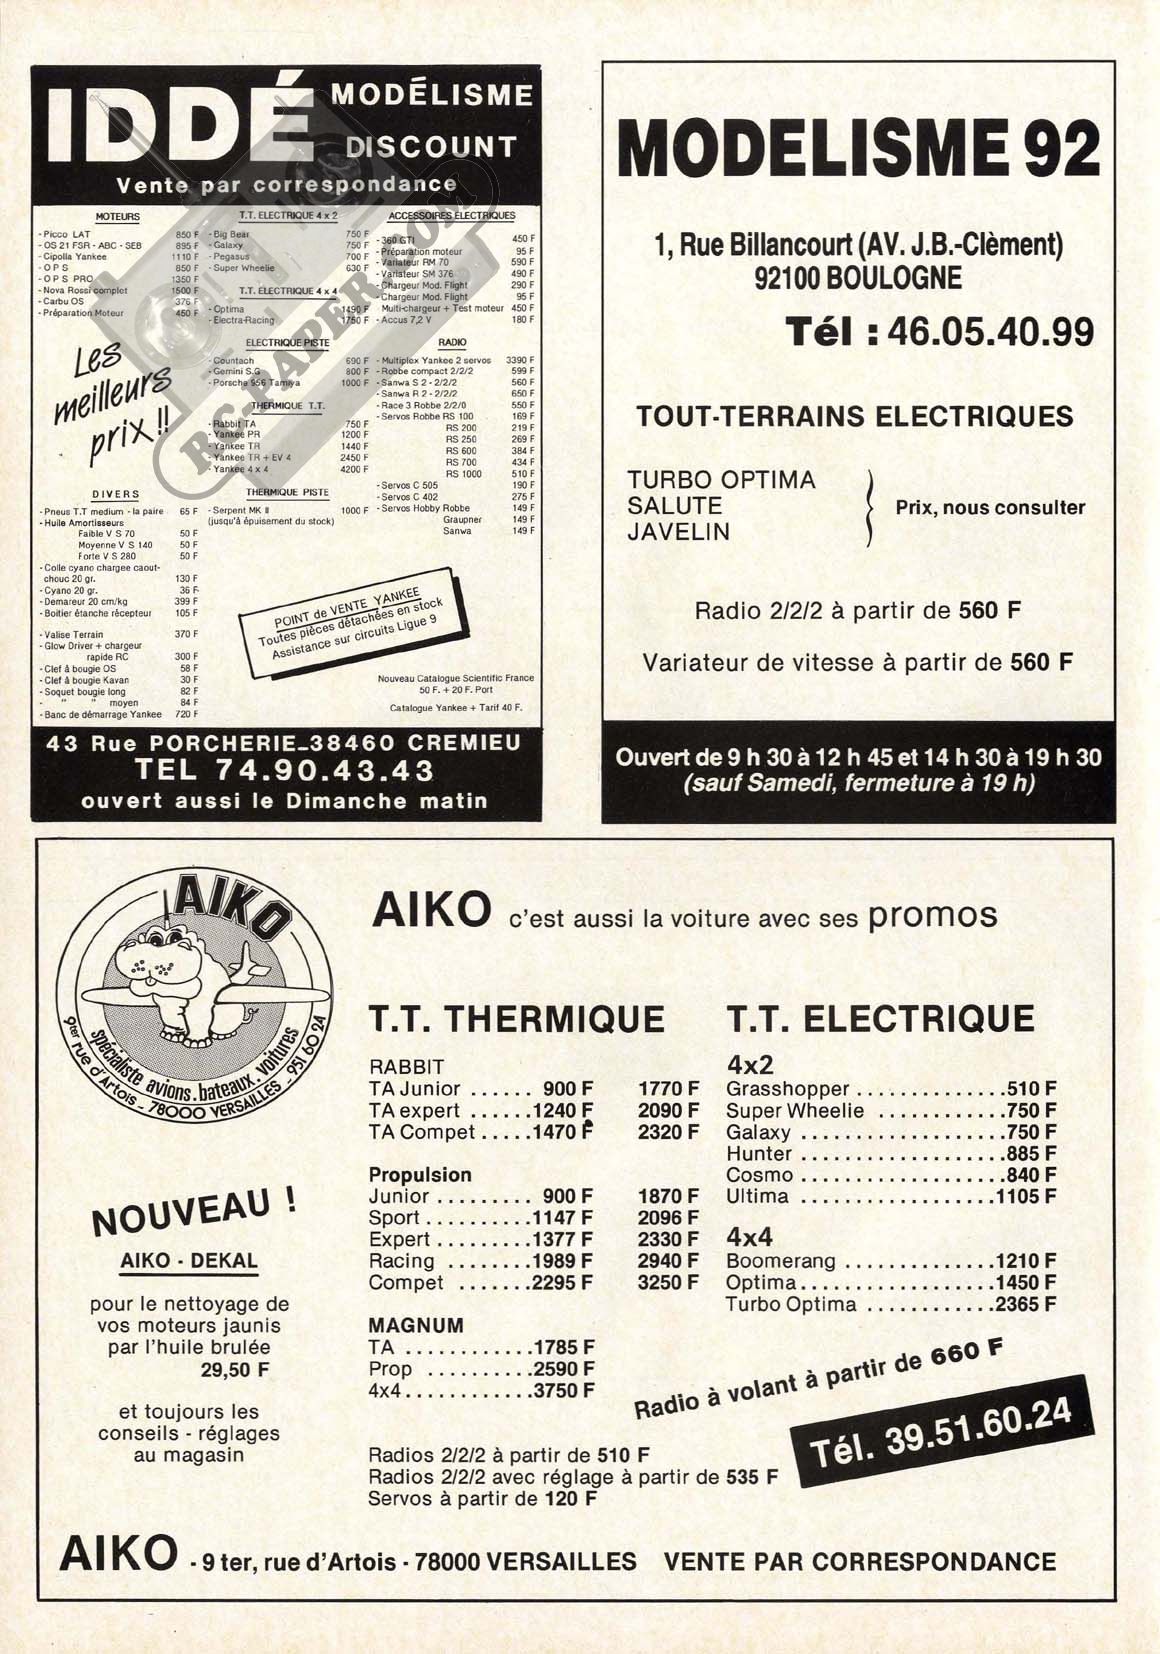 IDDÉ MODÉLISME
DISCOUNT
Vente par correspondance
MOTEURS
- Picco LAT 850 F
- OS 21 FSR - ABC - SEB 895 F
- Cipolla Yankee 1110 F
- O P S 850 F
- O P S PRO 1350 F
- Nova Rossi complet 1500 F
- Carbu OS 376 F
- Préparation Moteur 450 F
Les
meilleurs
prix !!
DIVERS
- Pneus T.T medium - la paire 65 F
- Huile Amortisseurs
Faible V S 70 50 F
Moyenne V S 140 50 F
Forte V S 280 50 F
- Colle cyano chargee caout-
chouc 20 gr. 130 F
- Cyano 20 gr. 36 F
- Demareur 20 cm/kg 399 F
- Boitier étanche récepteur 105 F
- Valise Terrain 370 F
- Glow Driver + chargeur
rapide RC 300 F
- Clef à bougie OS 58 F
- Clef à bougie Kavan 30 F
- Soquet bougie long 82 F
- " " moyen 84 F
- Banc de démarrage Yankee 720 F
T.T. ELECTRIQUE 4 x 2
- Big Bear 750 F
- Galaxy 750 F
- Pegasus 700 F
- Super Wheelie 630 F
T.T. ELECTRIQUE 4 x 4
- Optima 1490 F
- Electra-Racing 1750 F
ELECTRIQUE PISTE
- Countach 690 F
- Gemini S.G 800 F
- Porsche 956 Tamiya 1000 F
THERMIQUE T.T.
- Rabbit TA 750 F
- Yankee PR 1200 F
- Yankee TR 1440 F
- Yankee TR + EV 4 2450 F
- Yankee 4 x 4 4200 F
THERMIQUE PISTE
- Serpent MK II 1000 F
(jusqu'à épuisement du stock)
ACCESSOIRES ELECTRIQUES
- 360 GTI 450 F
- Préparation moteur 95 F
- Variateur RM 70 590 F
- Variateur SM 376 490 F
- Chargeur Mod. Flight 290 F
- Chargeur Mod. Flight 95 F
Multi-chargeur + Test moteur 450 F
- Accus 7,2 V 180 F
RADIO
- Multiplex Yankee 2 servos 3390 F
- Robbe compact 2/2/2 599 F
- Sanwa S 2 - 2/2/2 560 F
- Sanwa R 2 - 2/2/2 650 F
- Race 3 Robbe 2/2/0 550 F
- Servos Robbe RS 100 169 F
RS 200 219 F
RS 250 269 F
RS 600 384 F
RS 700 434 F
RS 1000 510 F
- Servos C 505 190 F
- Servos C 402 275 F
- Servos Hobby Robbe 149 F
Graupner 149 F
Sanwa 149 F
POINT de VENTE YANKEE
Toutes pièces détachées en stock
Assistance sur circuits Ligue 9
Nouveau Catalogue Scientific France
50 F. + 20 F. Port
Catalogue Yankee + Tarif 40 F.
43 Rue PORCHERIE_38460 CREMIEU
TEL 74.90.43.43
ouvert aussi le Dimanche matin
RC-PAPER.COM
MODELISME 92
1, Rue Billancourt (AV. J.B.-Clèment)
92100 BOULOGNE
Tél : 46.05.40.99
TOUT-TERRAINS ELECTRIQUES
TURBO OPTIMA
SALUTE
JAVELIN
Prix, nous consulter
Radio 2/2/2 à partir de 560 F
Variateur de vitesse à partir de 560 F
Ouvert de 9 h 30 à 12 h 45 et 14 h 30 à 19 h 30
(sauf Samedi, fermeture à 19 h)
AIKO
spécialiste avions.bateaux.voitures
9ter rue d'Artois - 78000 VERSAILLES - 951 60 24
NOUVEAU !
AIKO - DEKAL
pour le nettoyage de
vos moteurs jaunis
par l'huile brulée
29,50 F
et toujours les
conseils - réglages
au magasin
AIKO c'est aussi la voiture avec ses promos
T.T. THERMIQUE
RABBIT
TA Junior ...... 900 F 1770 F
TA expert ......1240 F 2090 F
TA Compet .....1470 F 2320 F
Propulsion
Junior ......... 900 F 1870 F
Sport..........1147 F 2096 F
Expert .........1377 F 2330 F
Racing ........1989 F 2940 F
Compet ........2295 F 3250 F
MAGNUM
TA ............1785 F
Prop ..........2590 F
4x4............3750 F
T.T. ELECTRIQUE
4x2
Grasshopper ...............510 F
Super Wheelie .............750 F
Galaxy ....................750 F
Hunter ....................885 F
Cosmo ....................840 F
Ultima ...................1105 F
4x4
Boomerang ..............1210 F
Optima...................1450 F
Turbo Optima ............2365 F
Radio à volant à partir de 660 F
Tél. 39.51.60.24
Radios 2/2/2 à partir de 510 F
Radios 2/2/2 avec réglage à partir de 535 F
Servos à partir de 120 F
AIKO - 9 ter, rue d'Artois - 78000 VERSAILLES VENTE PAR CORRESPONDANCE